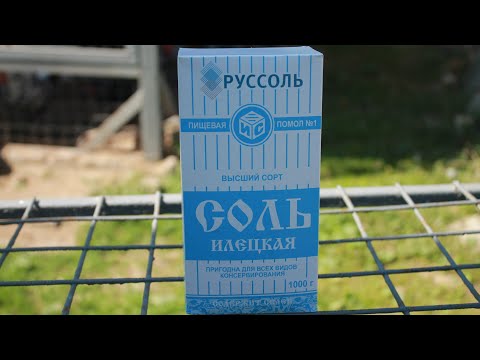 РУССОЛЬ
ПИЩЕВАЯ
ПОМОЛ №1
ВЫСШИЙ СОРТ
СОЛЬ
ИЛЕЦКАЯ
ПРИГОДНА ДЛЯ ВСЕХ ВИДОВ
КОНСЕРВИРОВАНИЯ
1000 г